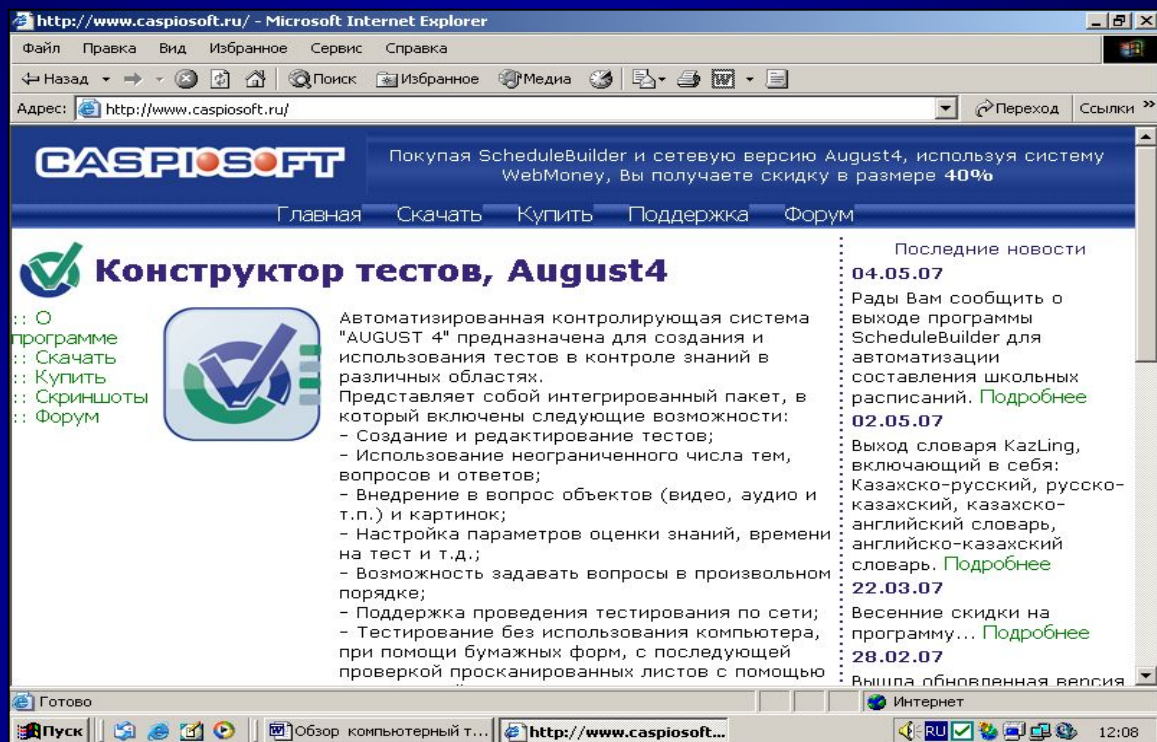 http://www.caspiosoft.ru/ - Microsoft Internet Explorer
Файл Правка Вид Избранное Сервис Справка
Назад Поиск Избранное Медиа
Адрес: http://www.caspiosoft.ru/ Переход Ссылки »
CASPIOSOFT
Покупая ScheduleBuilder и сетевую версию August4, используя систему
WebMoney, Вы получаете скидку в размере 40%
Главная Скачать Купить Поддержка Форум
Конструктор тестов, August4
:: О
программе
:: Скачать
:: Купить
:: Скриншоты
:: Форум
Автоматизированная контролирующая система
"AUGUST 4" предназначена для создания и
использования тестов в контроле знаний в
различных областях.
Представляет собой интегрированный пакет, в
который включены следующие возможности:
- Создание и редактирование тестов;
- Использование неограниченного числа тем,
вопросов и ответов;
- Внедрение в вопрос объектов (видео, аудио и
т.п.) и картинок;
- Настройка параметров оценки знаний, времени
на тест и т.д.;
- Возможность задавать вопросы в произвольном
порядке;
- Поддержка проведения тестирования по сети;
- Тестирование без использования компьютера,
при помощи бумажных форм, с последующей
проверкой просканированных листов с помощью
Последние новости
04.05.07
Рады Вам сообщить о
выходе программы
ScheduleBuilder для
автоматизации
составления школьных
расписаний. Подробнее
02.05.07
Выход словаря KazLing,
включающий в себя:
Казахско-русский, русско-
казахский, казахско-
английский словарь,
английско-казахский
словарь. Подробнее
22.03.07
Весенние скидки на
программу... Подробнее
28.02.07
Вышла обновленная версия
Готово Интернет
Пуск Обзор компьютерный т... http://www.caspiosoft... RU 12:08